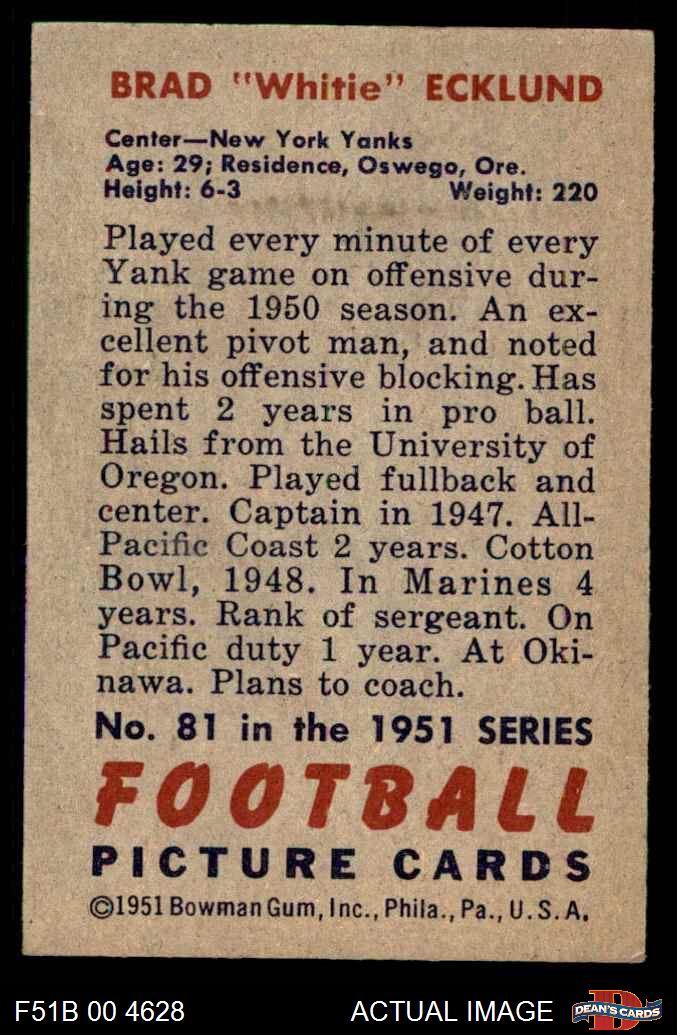 BRAD "Whitie" ECKLUND
Center—New York Yanks
Age: 29; Residence, Oswego, Ore.
Height: 6-3 Weight: 220
Played every minute of every
Yank game on offensive dur-
ing the 1950 season. An ex-
cellent pivot man, and noted
for his offensive blocking. Has
spent 2 years in pro ball.
Hails from the University of
Oregon. Played fullback and
center. Captain in 1947. All-
Pacific Coast 2 years. Cotton
Bowl, 1948. In Marines 4
years. Rank of sergeant. On
Pacific duty 1 year. At Oki-
nawa. Plans to coach.
No. 81 in the 1951 SERIES
FOOTBALL
PICTURE CARDS
©1951 Bowman Gum, Inc., Phila., Pa., U.S.A.
F51B 00 4628 ACTUAL IMAGE D DEAN'S CARDS